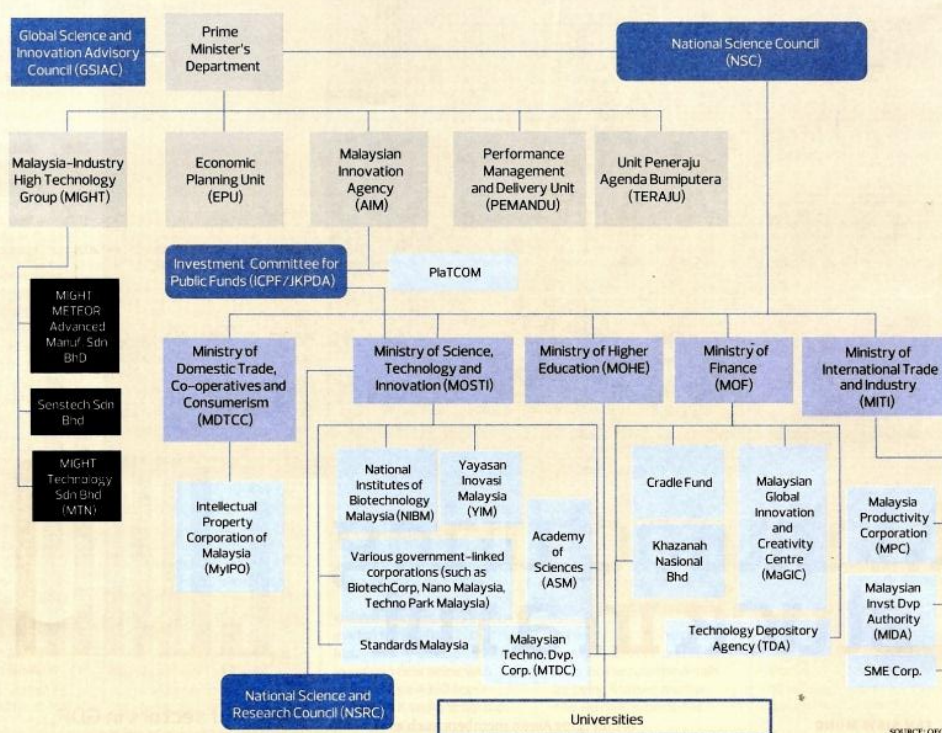 Global Science and
Innovation Advisory
Council (GSIAC)
Prime
Minister's
Department
National Science Council
(NSC)
Malaysia-Industry
High Technology
Group (MIGHT)
Economic
Planning Unit
(EPU)
Malaysian
Innovation
Agency
(AIM)
Performance
Management
and Delivery Unit
(PEMANDU)
Unit Peneraju
Agenda Bumiputera
(TERAJU)
Investment Committee for
Public Funds (ICPF/JKPDA)
PlaTCOM
MIGHT
METEOR
Advanced
Manuf. Sdn
BhD
Senstech Sdn
Bhd
MIGHT
Technology
Sdn Bhd
(MTN)
Ministry of
Domestic Trade,
Co-operatives and
Consumerism
(MDTCC)
Ministry of Science,
Technology and
Innovation (MOSTI)
Ministry of Higher
Education (MOHE)
Ministry of
Finance
(MOF)
Ministry of
International Trade
and Industry
(MITI)
Intellectual
Property
Corporation of
Malaysia
(MyIPO)
National
Institutes of
Biotechnology
Malaysia (NIBM)
Yayasan
Inovasi
Malaysia
(YIM)
Various government-linked
corporations (such as
BiotechCorp, Nano Malaysia,
Techno Park Malaysia)
Academy
of
Sciences
(ASM)
Standards Malaysia
Malaysian
Techno. Dvp.
Corp. (MTDC)
Cradle Fund
Khazanah
Nasional
Bhd
Malaysian
Global
Innovation
and
Creativity
Centre
(MaGIC)
Technology Depository
Agency (TDA)
Malaysia
Productivity
Corporation
(MPC)
Malaysian
Invst Dvp
Authority
(MIDA)
SME Corp.
National Science and
Research Council (NSRC)
Universities